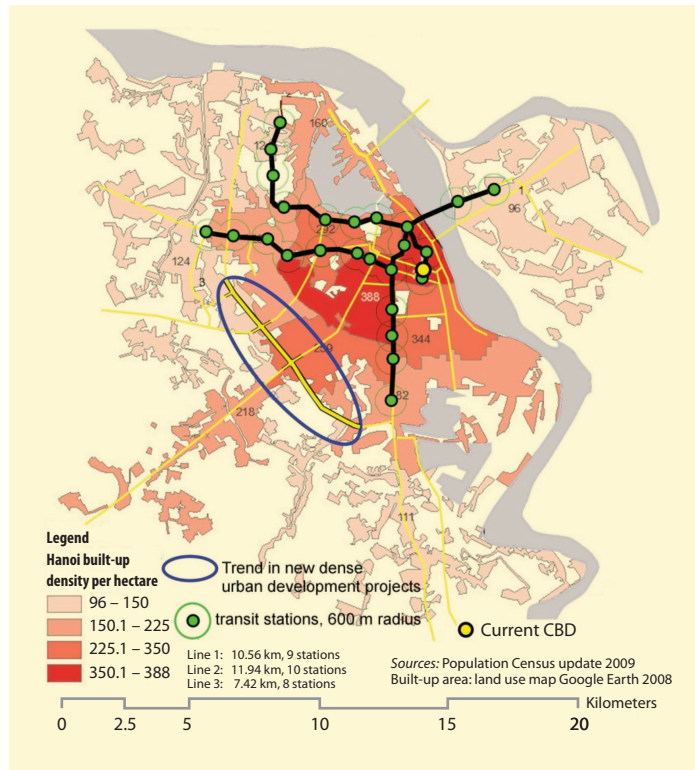 160
1
96
292
124
3
388
344
218
111
Legend
Hanoi built-up
density per hectare
96 – 150
150.1 – 225
225.1 – 350
350.1 – 388
Trend in new dense
urban development projects
transit stations, 600 m radius
Line 1: 10.56 km, 9 stations
Line 2: 11.94 km, 10 stations
Line 3: 7.42 km, 8 stations
Current CBD
Sources: Population Census update 2009
Built-up area: land use map Google Earth 2008
Kilometers
0 2.5 5 10 15 20